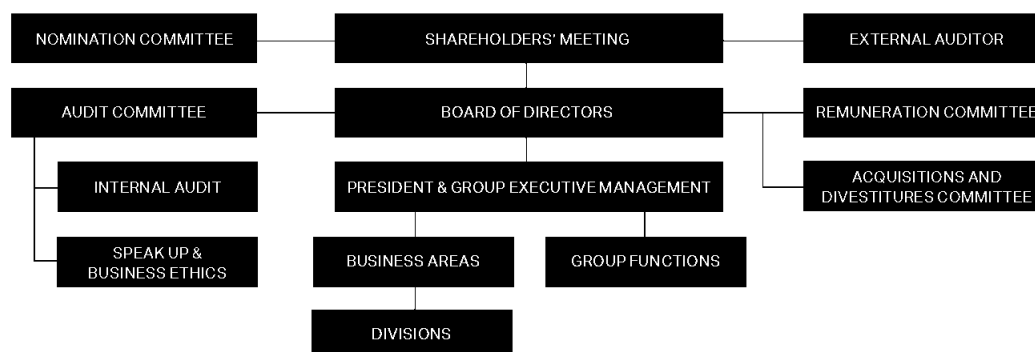 NOMINATION COMMITTEE
SHAREHOLDERS' MEETING
EXTERNAL AUDITOR
AUDIT COMMITTEE
BOARD OF DIRECTORS
REMUNERATION COMMITTEE
INTERNAL AUDIT
PRESIDENT & GROUP EXECUTIVE MANAGEMENT
ACQUISITIONS AND
DIVESTITURES COMMITTEE
SPEAK UP &
BUSINESS ETHICS
BUSINESS AREAS
GROUP FUNCTIONS
DIVISIONS